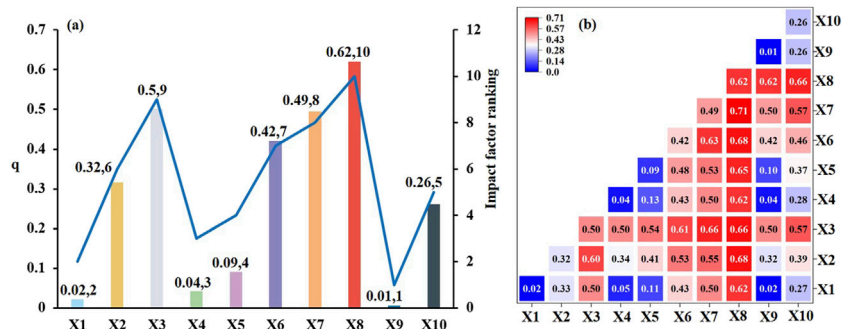 (a)
0.7
0.6
0.5
0.4
0.3
0.2
0.1
0
q
12
10
8
6
4
2
0
Impact factor ranking
0.02,2
0.32,6
0.5,9
0.04,3
0.09,4
0.42,7
0.49,8
0.62,10
0.01,1
0.26,5
X1 X2 X3 X4 X5 X6 X7 X8 X9 X10
(b)
0.71
0.57
0.43
0.28
0.14
0.0
0.26 X10
0.01 0.26 X9
0.62 0.62 0.66 X8
0.49 0.71 0.50 0.57 X7
0.42 0.63 0.68 0.42 0.46 X6
0.09 0.48 0.53 0.65 0.10 0.37 X5
0.04 0.13 0.43 0.50 0.62 0.04 0.28 X4
0.50 0.50 0.54 0.61 0.66 0.66 0.50 0.57 X3
0.32 0.60 0.34 0.41 0.53 0.55 0.68 0.32 0.39 X2
0.02 0.33 0.50 0.05 0.11 0.43 0.50 0.62 0.02 0.27 X1
X1 X2 X3 X4 X5 X6 X7 X8 X9 X10